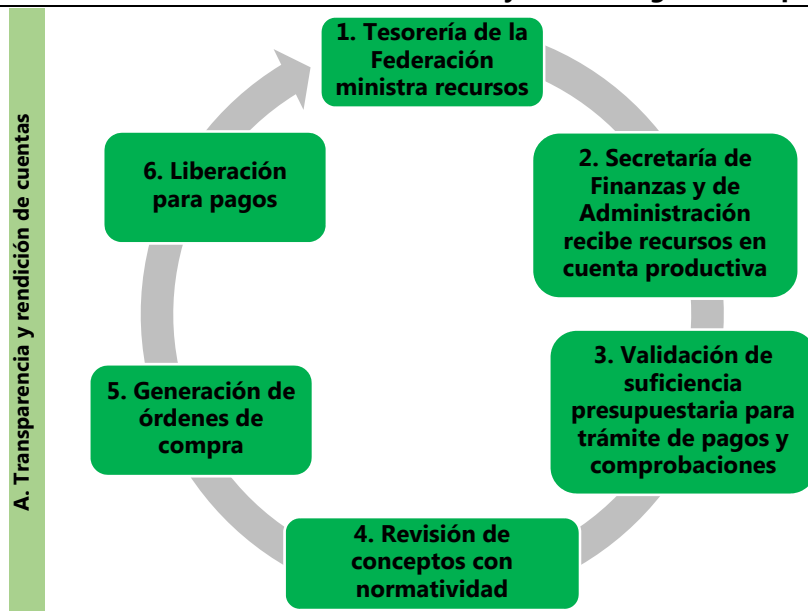 A. Transparencia y rendición de cuentas
1. Tesorería de la
Federación
ministra recursos
2. Secretaría de
Finanzas y de
Administración
recibe recursos en
cuenta productiva
3. Validación de
suficiencia
presupuestaria para
trámite de pagos y
comprobaciones
4. Revisión de
conceptos con
normatividad
5. Generación de
órdenes de
compra
6. Liberación
para pagos